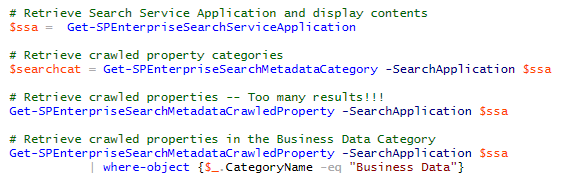 # Retrieve Search Service Application and display contents
$ssa =  Get-SPEnterpriseSearchServiceApplication
# Retrieve crawled property categories
$searchcat = Get-SPEnterpriseSearchMetadataCategory -SearchApplication $ssa
# Retrieve crawled properties -- Too many results!!!
Get-SPEnterpriseSearchMetadataCrawledProperty -SearchApplication $ssa
# Retrieve crawled properties in the Business Data Category
Get-SPEnterpriseSearchMetadataCrawledProperty -SearchApplication $ssa
| where-object {$_.CategoryName -eq "Business Data"}